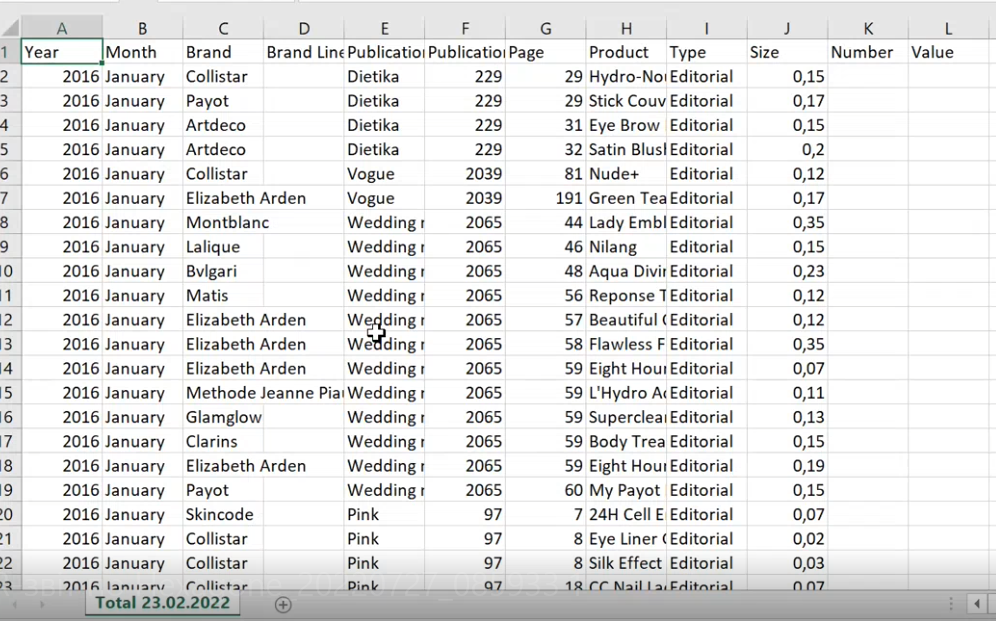 A B C D E F G H I J K L
1 Year Month Brand Brand Line Publication Publication Page Product Type Size Number Value
2 2016 January Collistar Dietika 229 29 Hydro-Nou Editorial 0,15
3 2016 January Payot Dietika 229 29 Stick Couv Editorial 0,17
4 2016 January Artdeco Dietika 229 31 Eye Brow Editorial 0,15
5 2016 January Artdeco Dietika 229 32 Satin Blush Editorial 0,2
6 2016 January Collistar Vogue 2039 81 Nude+ Editorial 0,12
7 2016 January Elizabeth Arden Vogue 2039 191 Green Tea Editorial 0,17
8 2016 January Montblanc Wedding 2065 44 Lady Embl Editorial 0,35
9 2016 January Lalique Wedding 2065 46 Nilang Editorial 0,15
10 2016 January Bvlgari Wedding 2065 48 Aqua Divin Editorial 0,23
11 2016 January Matis Wedding 2065 56 Reponse T Editorial 0,12
12 2016 January Elizabeth Arden Wedding 2065 57 Beautiful Editorial 0,12
13 2016 January Elizabeth Arden Wedding 2065 58 Flawless F Editorial 0,35
14 2016 January Elizabeth Arden Wedding 2065 59 Eight Hour Editorial 0,07
15 2016 January Methode Jeanne Piau Wedding 2065 59 L'Hydro Ac Editorial 0,11
16 2016 January Glamglow Wedding 2065 59 Superclea Editorial 0,13
17 2016 January Clarins Wedding 2065 59 Body Trea Editorial 0,15
18 2016 January Elizabeth Arden Wedding 2065 59 Eight Hour Editorial 0,19
19 2016 January Payot Wedding 2065 60 My Payot Editorial 0,15
20 2016 January Skincode Pink 97 7 24H Cell E Editorial 0,07
21 2016 January Collistar Pink 97 8 Eye Liner Editorial 0,02
22 2016 January Collistar Pink 97 8 Silk Effect Editorial 0,03
23 2016 January Collistar Pink 97 18 CC Nail La Editorial 0,07
Total 23.02.2022